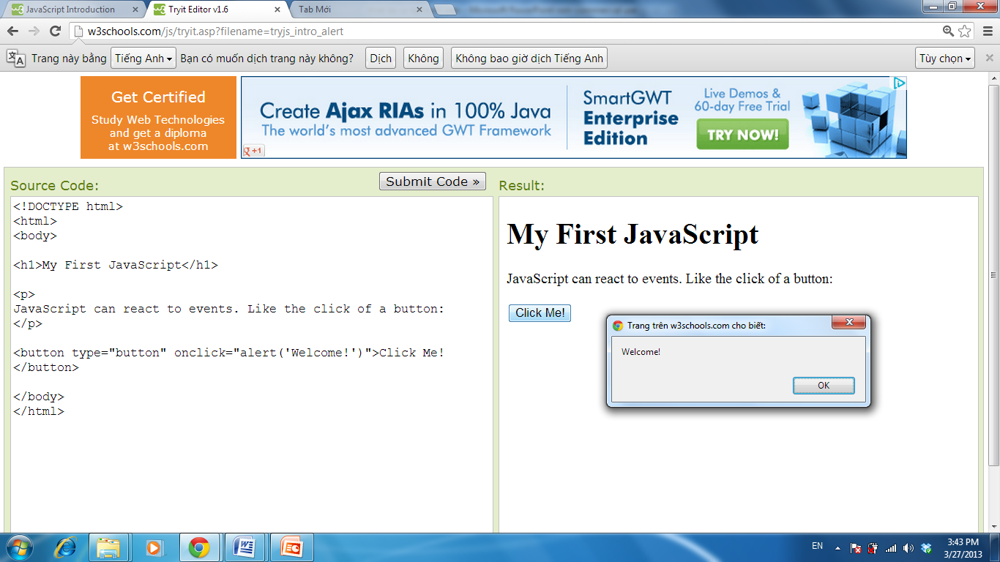 JavaScript Introduction
Tryit Editor v1.6
Tab Mới
w3schools.com/js/tryit.asp?filename=tryjs_intro_alert
Trang này bằng Tiếng Anh Bạn có muốn dịch trang này không? Dịch Không Không bao giờ dịch Tiếng Anh Tùy chọn
Get Certified
Study Web Technologies
and get a diploma
at w3schools.com
Create Ajax RIAs in 100% Java
The world's most advanced GWT Framework
+1
SmartGWT
Enterprise
Edition
Live Demos &
60-day Free Trial
TRY NOW!
Source Code:
Submit Code »
<!DOCTYPE html>
<html>
<body>
<h1>My First JavaScript</h1>
<p>
JavaScript can react to events. Like the click of a button:
</p>
<button type="button" onclick="alert('Welcome!')">Click Me!
</button>
</body>
</html>
Result:
My First JavaScript
JavaScript can react to events. Like the click of a button:
Click Me!
Trang trên w3schools.com cho biết:
Welcome!
OK
EN
3:43 PM
3/27/2013